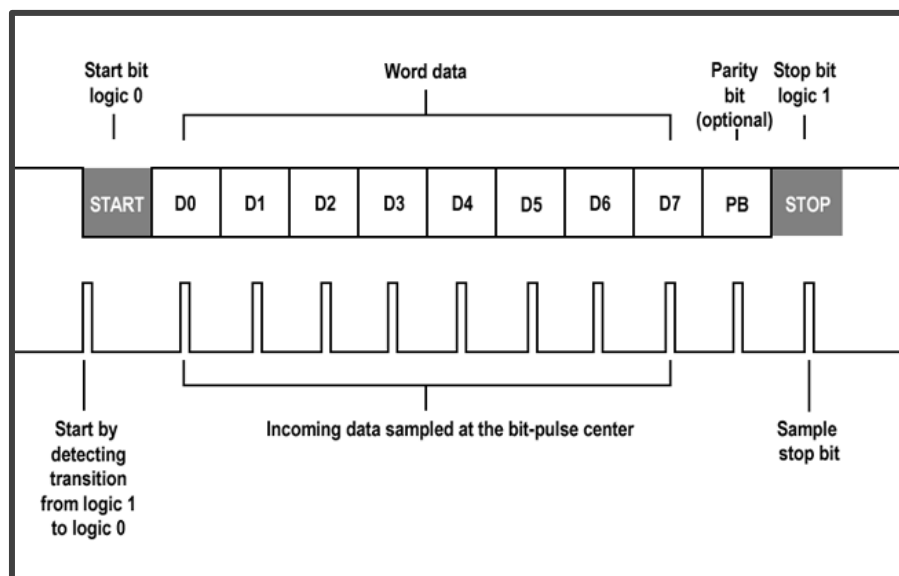 Start bit
logic 0
Word data
Parity
bit
(optional)
Stop bit
logic 1
START D0 D1 D2 D3 D4 D5 D6 D7 PB STOP
Start by
detecting
transition
from logic 1
to logic 0
Incoming data sampled at the bit-pulse center
Sample
stop bit